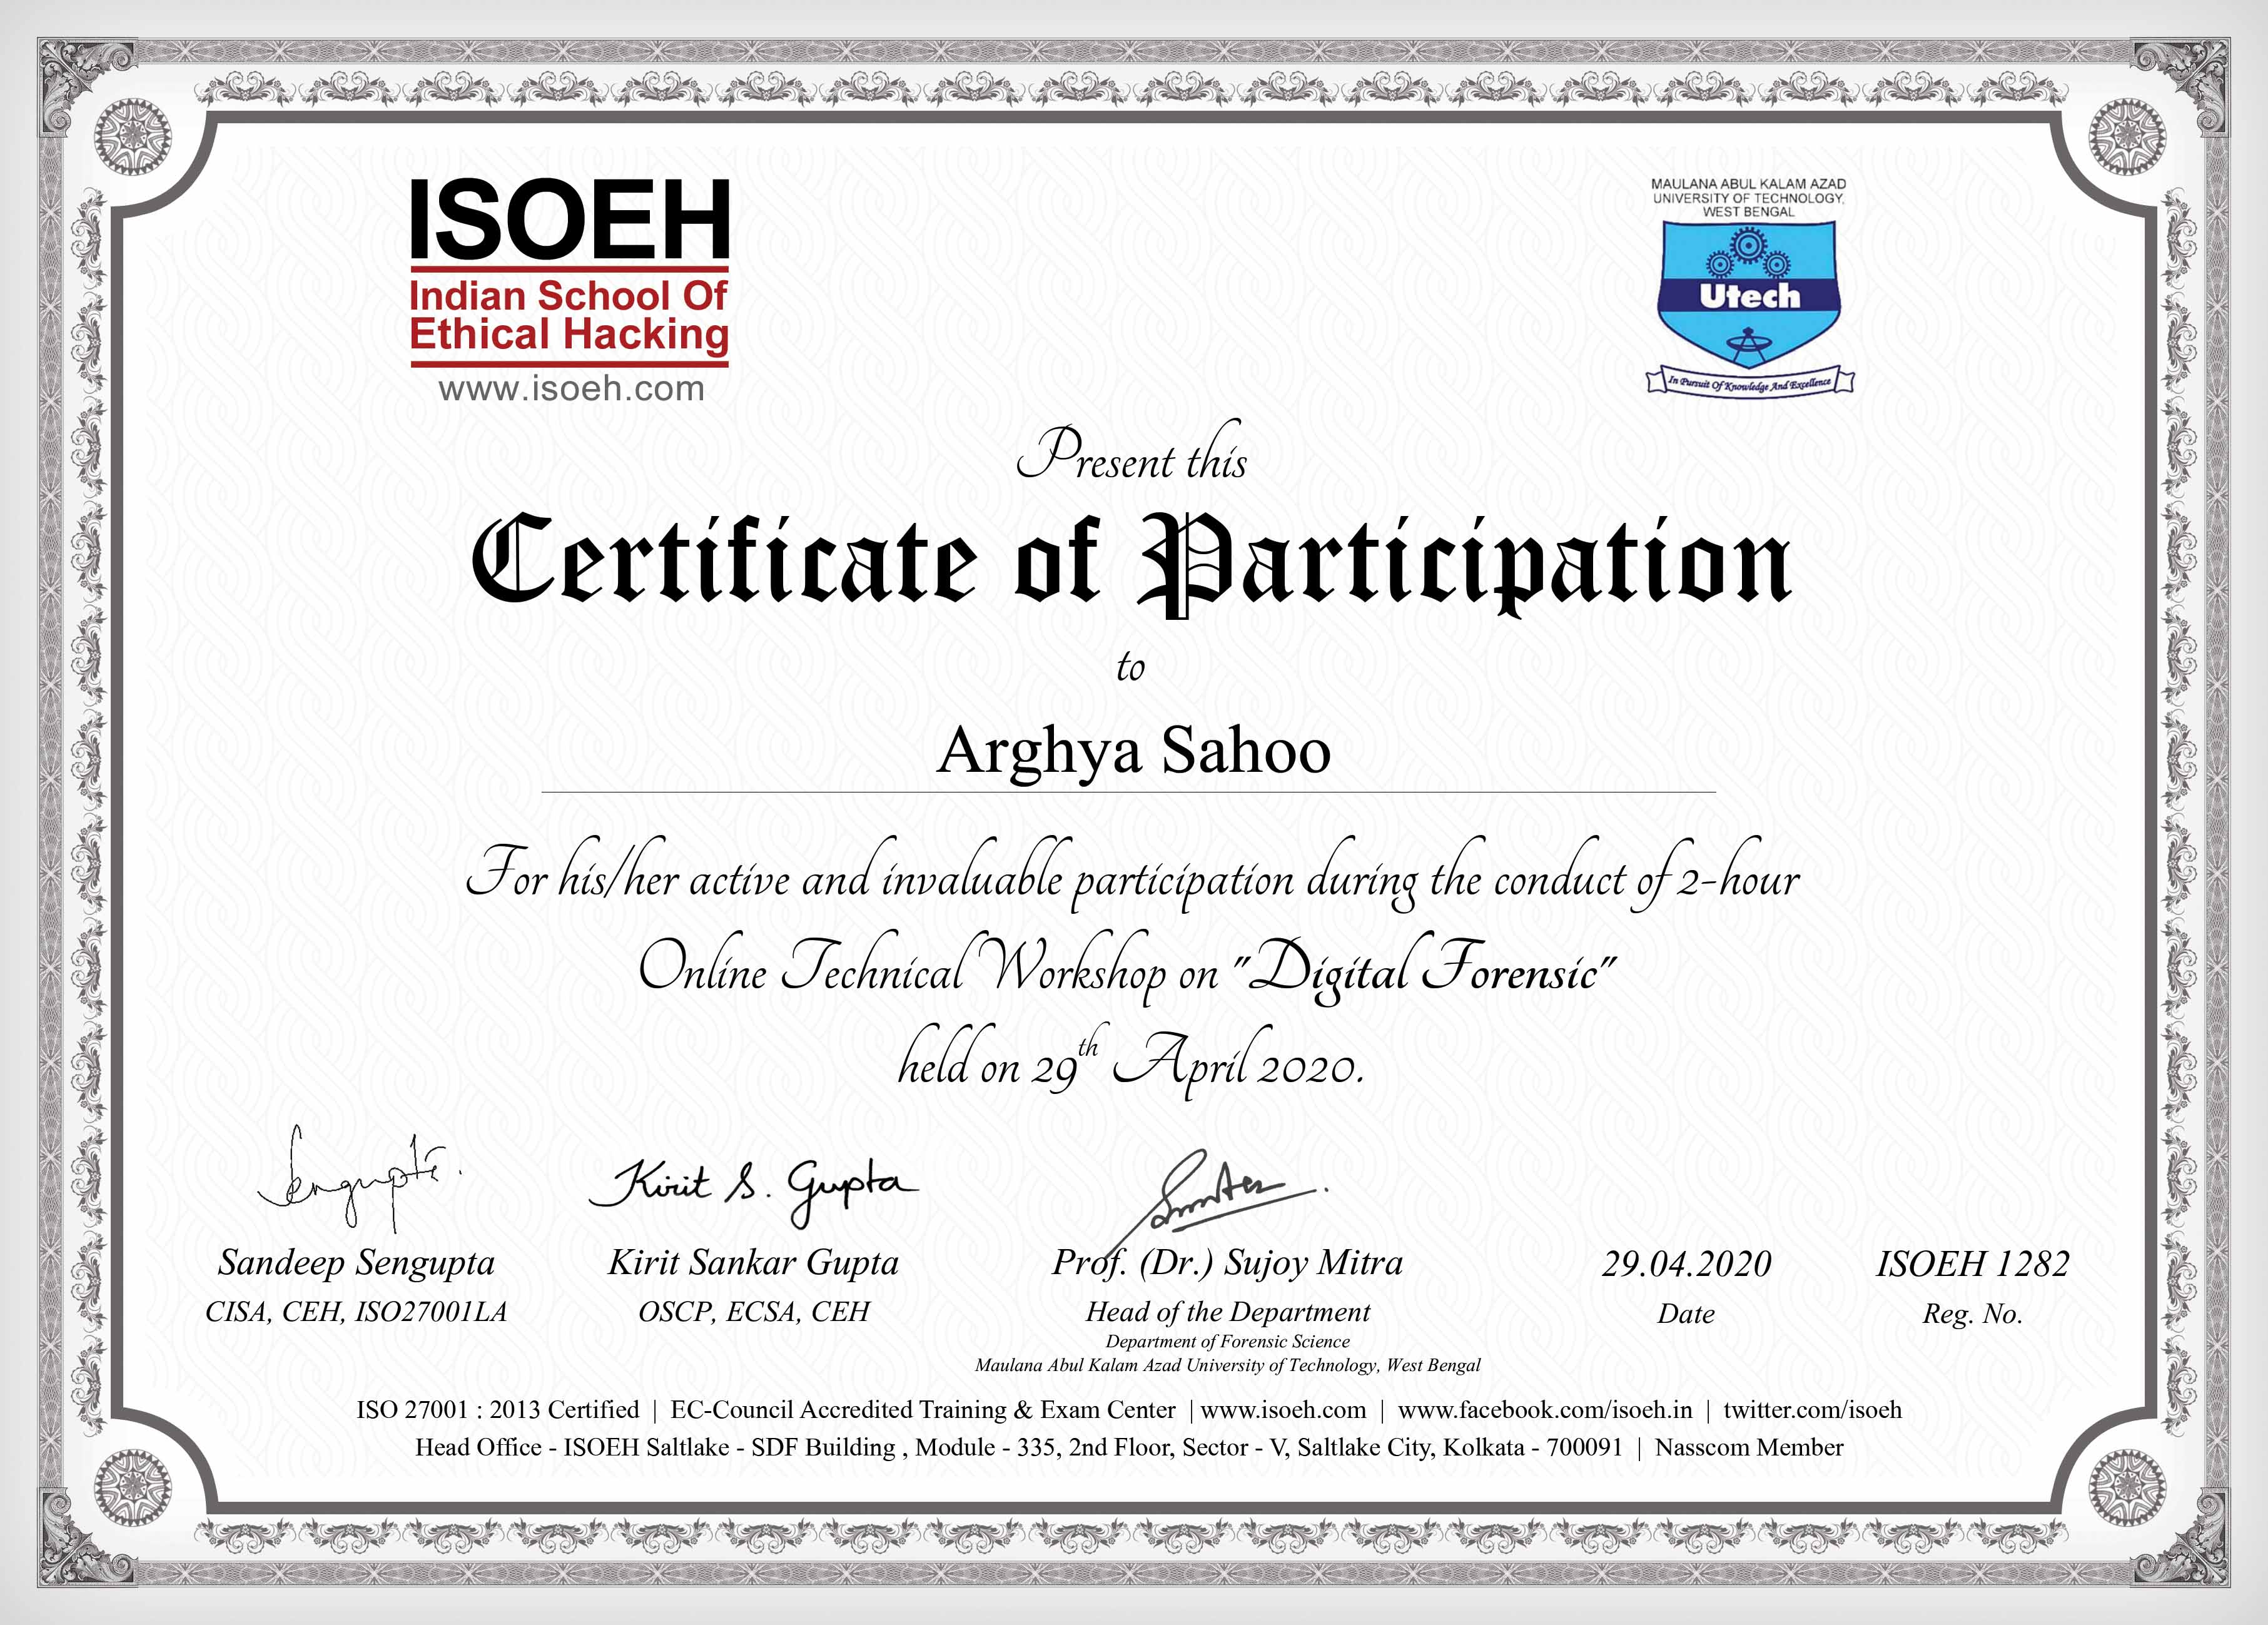 ISOEH
Indian School Of
Ethical Hacking
www.isoeh.com
MAULANA ABUL KALAM AZAD
UNIVERSITY OF TECHNOLOGY,
WEST BENGAL
Utech
In Pursuit Of Knowledge And Excellence
Present this
Certificate of Participation
to
Arghya Sahoo
For his/her active and invaluable participation during the conduct of 2-hour
Online Technical Workshop on "Digital Forensic"
held on 29th April 2020.
Sengupta.
Kirit S. Gupta
Sandeep Sengupta
CISA, CEH, ISO27001LA
Kirit Sankar Gupta
OSCP, ECSA, CEH
Prof. (Dr.) Sujoy Mitra
Head of the Department
Department of Forensic Science
Maulana Abul Kalam Azad University of Technology, West Bengal
29.04.2020
Date
ISOEH 1282
Reg. No.
ISO 27001 : 2013 Certified | EC-Council Accredited Training & Exam Center | www.isoeh.com | www.facebook.com/isoeh.in | twitter.com/isoeh
Head Office - ISOEH Saltlake - SDF Building , Module - 335, 2nd Floor, Sector - V, Saltlake City, Kolkata - 700091 | Nasscom Member